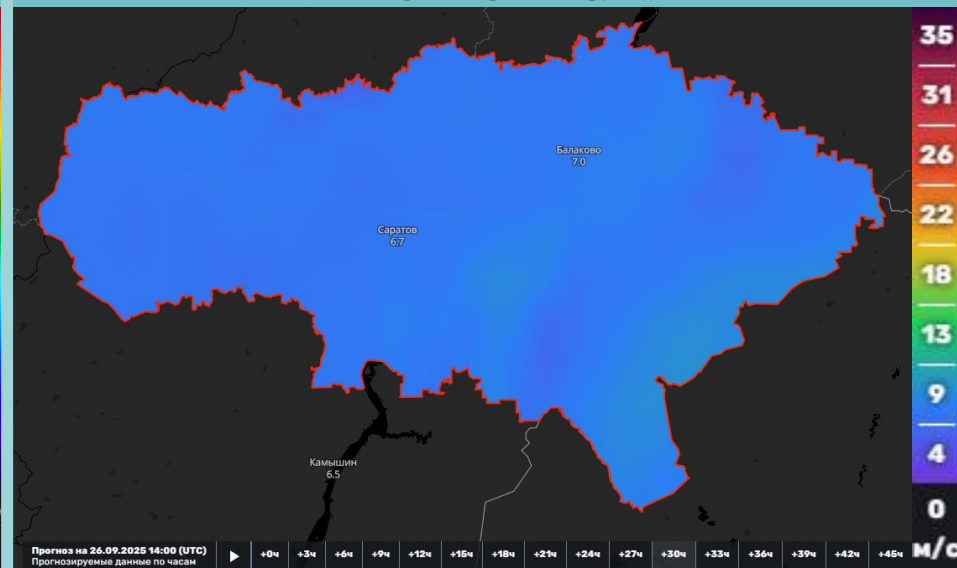 35
31
26
Балаково
7.0
22
Саратов
6.7
18
13
9
4
Камышин
6.5
0
м/с
Прогноз на 26.09.2025 14:00 (UTC)
Прогнозируемые данные по часам
+0ч +3ч +6ч +9ч +12ч +15ч +18ч +21ч +24ч +27ч +30ч +33ч +36ч +39ч +42ч +45ч